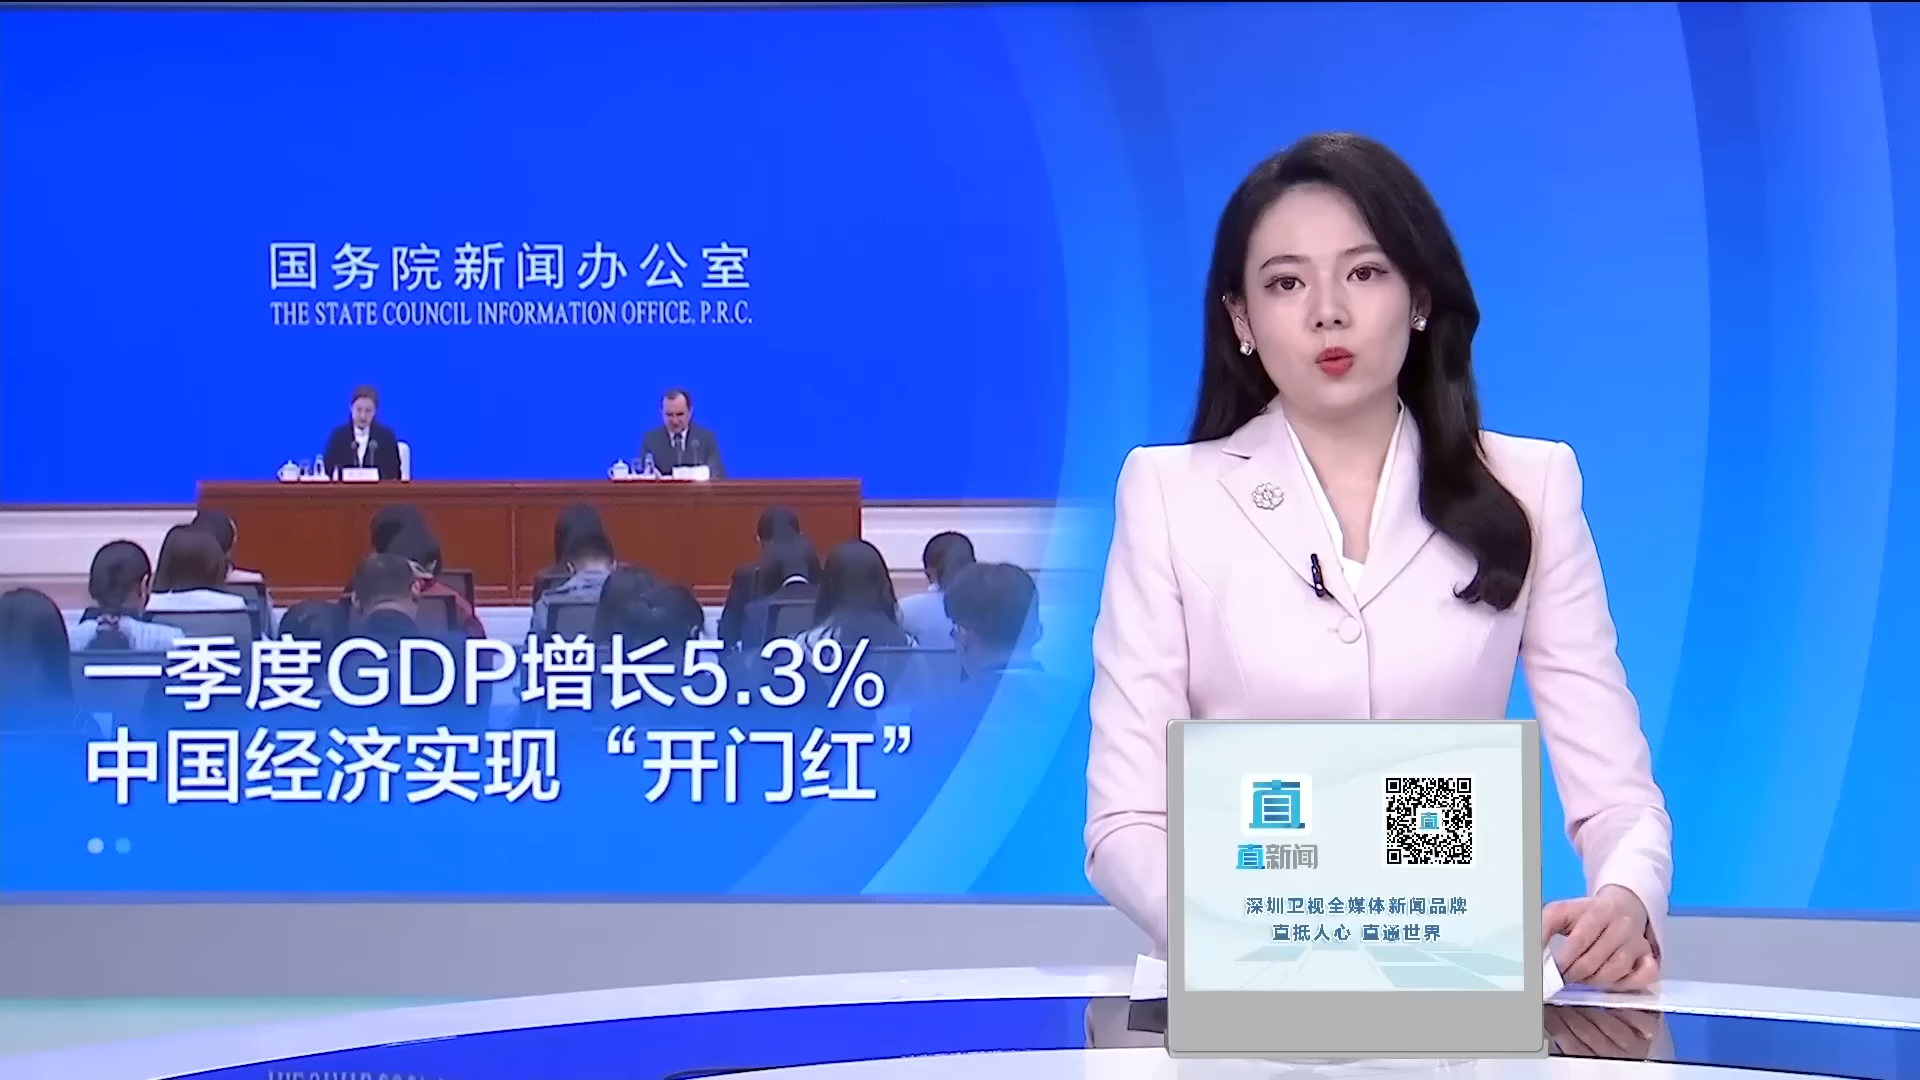 国务院新闻办公室
THE STATE COUNCIL INFORMATION OFFICE, P.R.C.
一季度GDP增长5.3%
中国经济实现“开门红”
直
直新闻
直
深圳卫视全媒体新闻品牌
直抵人心 直通世界